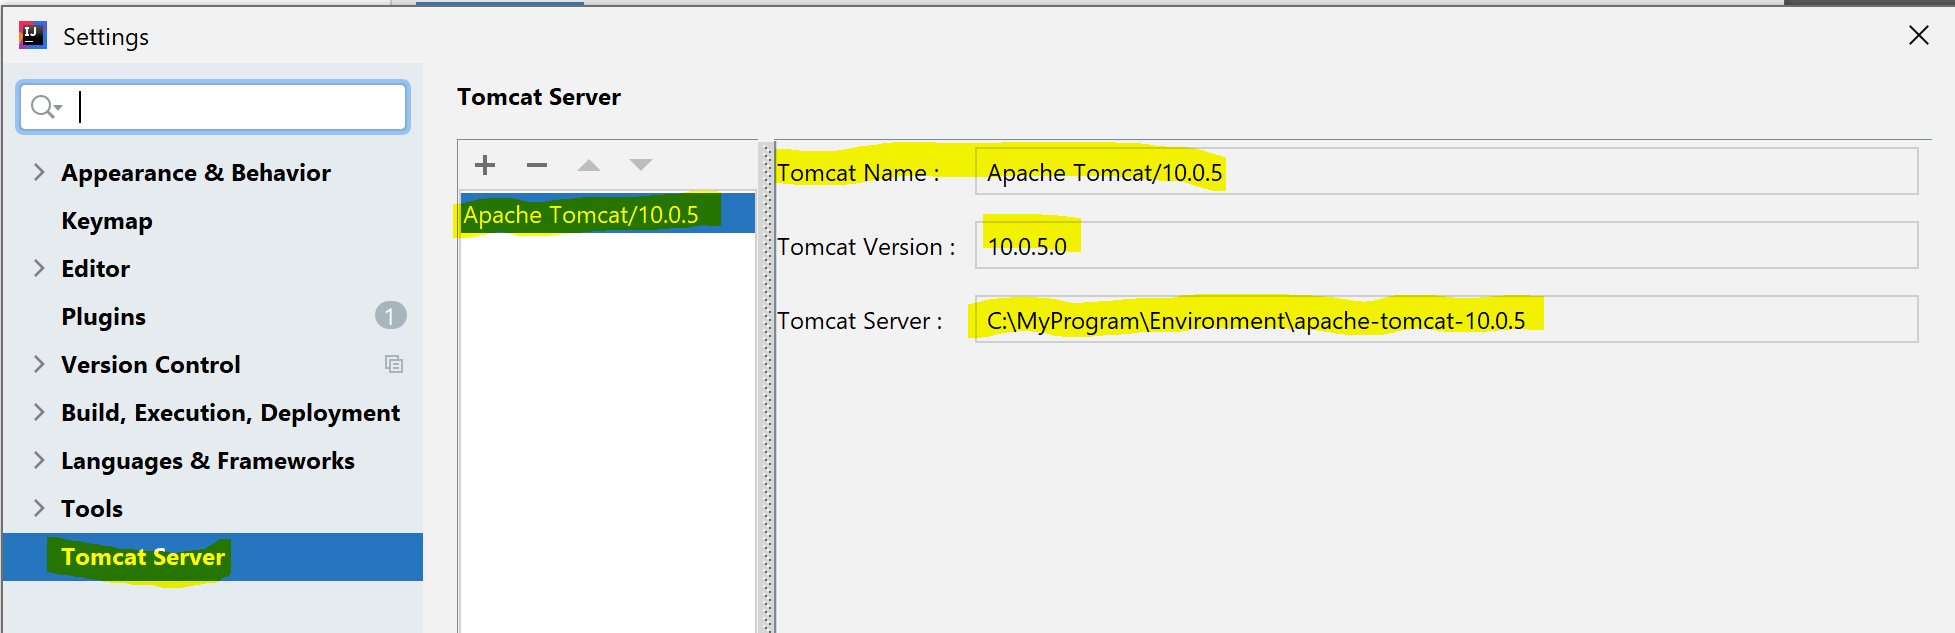 IJ
Settings
Appearance & Behavior
Keymap
Editor
Plugins 1
Version Control
Build, Execution, Deployment
Languages & Frameworks
Tools
Tomcat Server
Tomcat Server
Apache Tomcat/10.0.5
Tomcat Name : Apache Tomcat/10.0.5
Tomcat Version : 10.0.5.0
Tomcat Server : C:\MyProgram\Environment\apache-tomcat-10.0.5